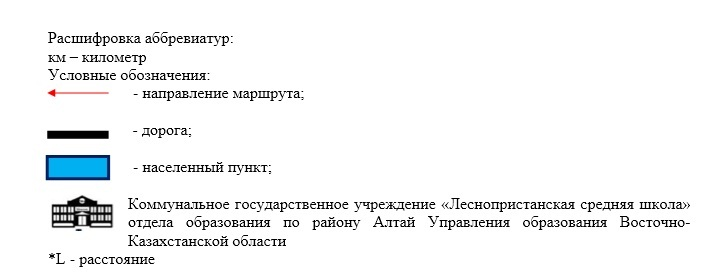 Расшифровка аббревиатур:
км – километр
Условные обозначения:
- направление маршрута;
- дорога;
- населенный пункт;
Коммунальное государственное учреждение «Леснопристанская средняя школа»
отдела образования по району Алтай Управления образования Восточно-
Казахстанской области
*L - расстояние